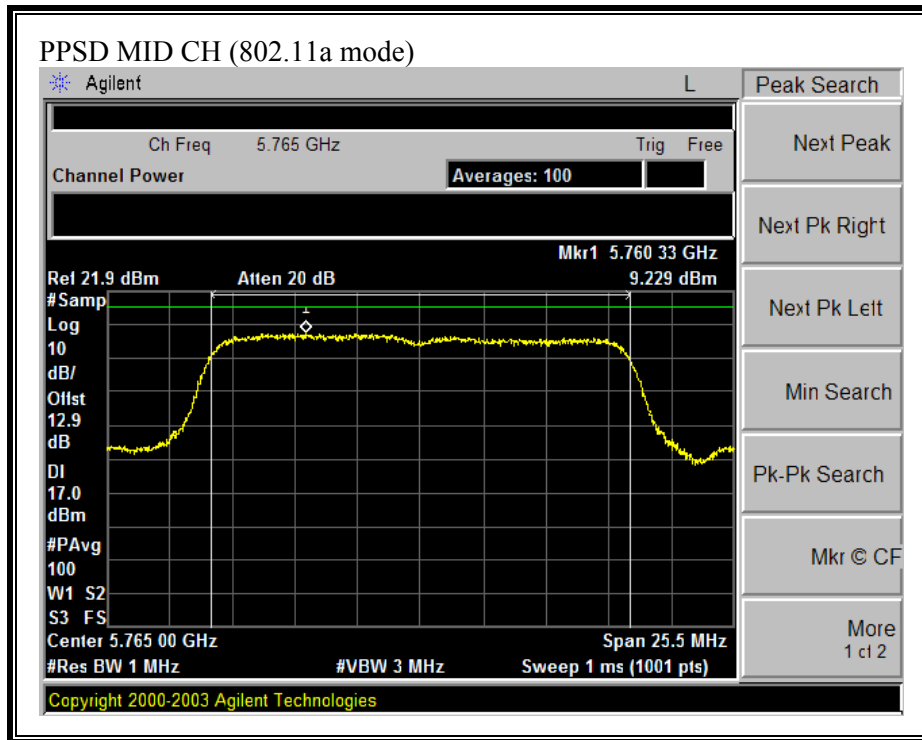 PPSD MID CH (802.11a mode)
Agilent L Peak Search
Ch Freq 5.765 GHz Trig Free
Channel Power Averages: 100
Next Peak
Next Pk Right
Mkr1 5.760 33 GHz
Ref 21.9 dBm Atten 20 dB 9.229 dBm
#Samp
Log
10
dB/
Offst
12.9
dB
DI
17.0
dBm
#PAvg
100
W1 S2
S3 FS
1
Next Pk Left
Min Search
Pk-Pk Search
Mkr © CF
More
1 of 2
Center 5.765 00 GHz Span 25.5 MHz
#Res BW 1 MHz #VBW 3 MHz Sweep 1 ms (1001 pts)
Copyright 2000-2003 Agilent Technologies